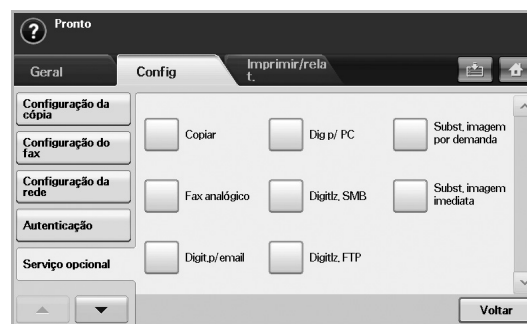 ? Pronto
Geral
Config
Imprimir/rela
t.
Configuração da
cópia
Configuração do
fax
Configuração da
rede
Autenticação
Serviço opcional
Copiar
Dig p/ PC
Subst. imagem
por demanda
Fax analógico
Digitlz. SMB
Subst. imagem
imediata
Digit.p/email
Digitlz. FTP
Voltar